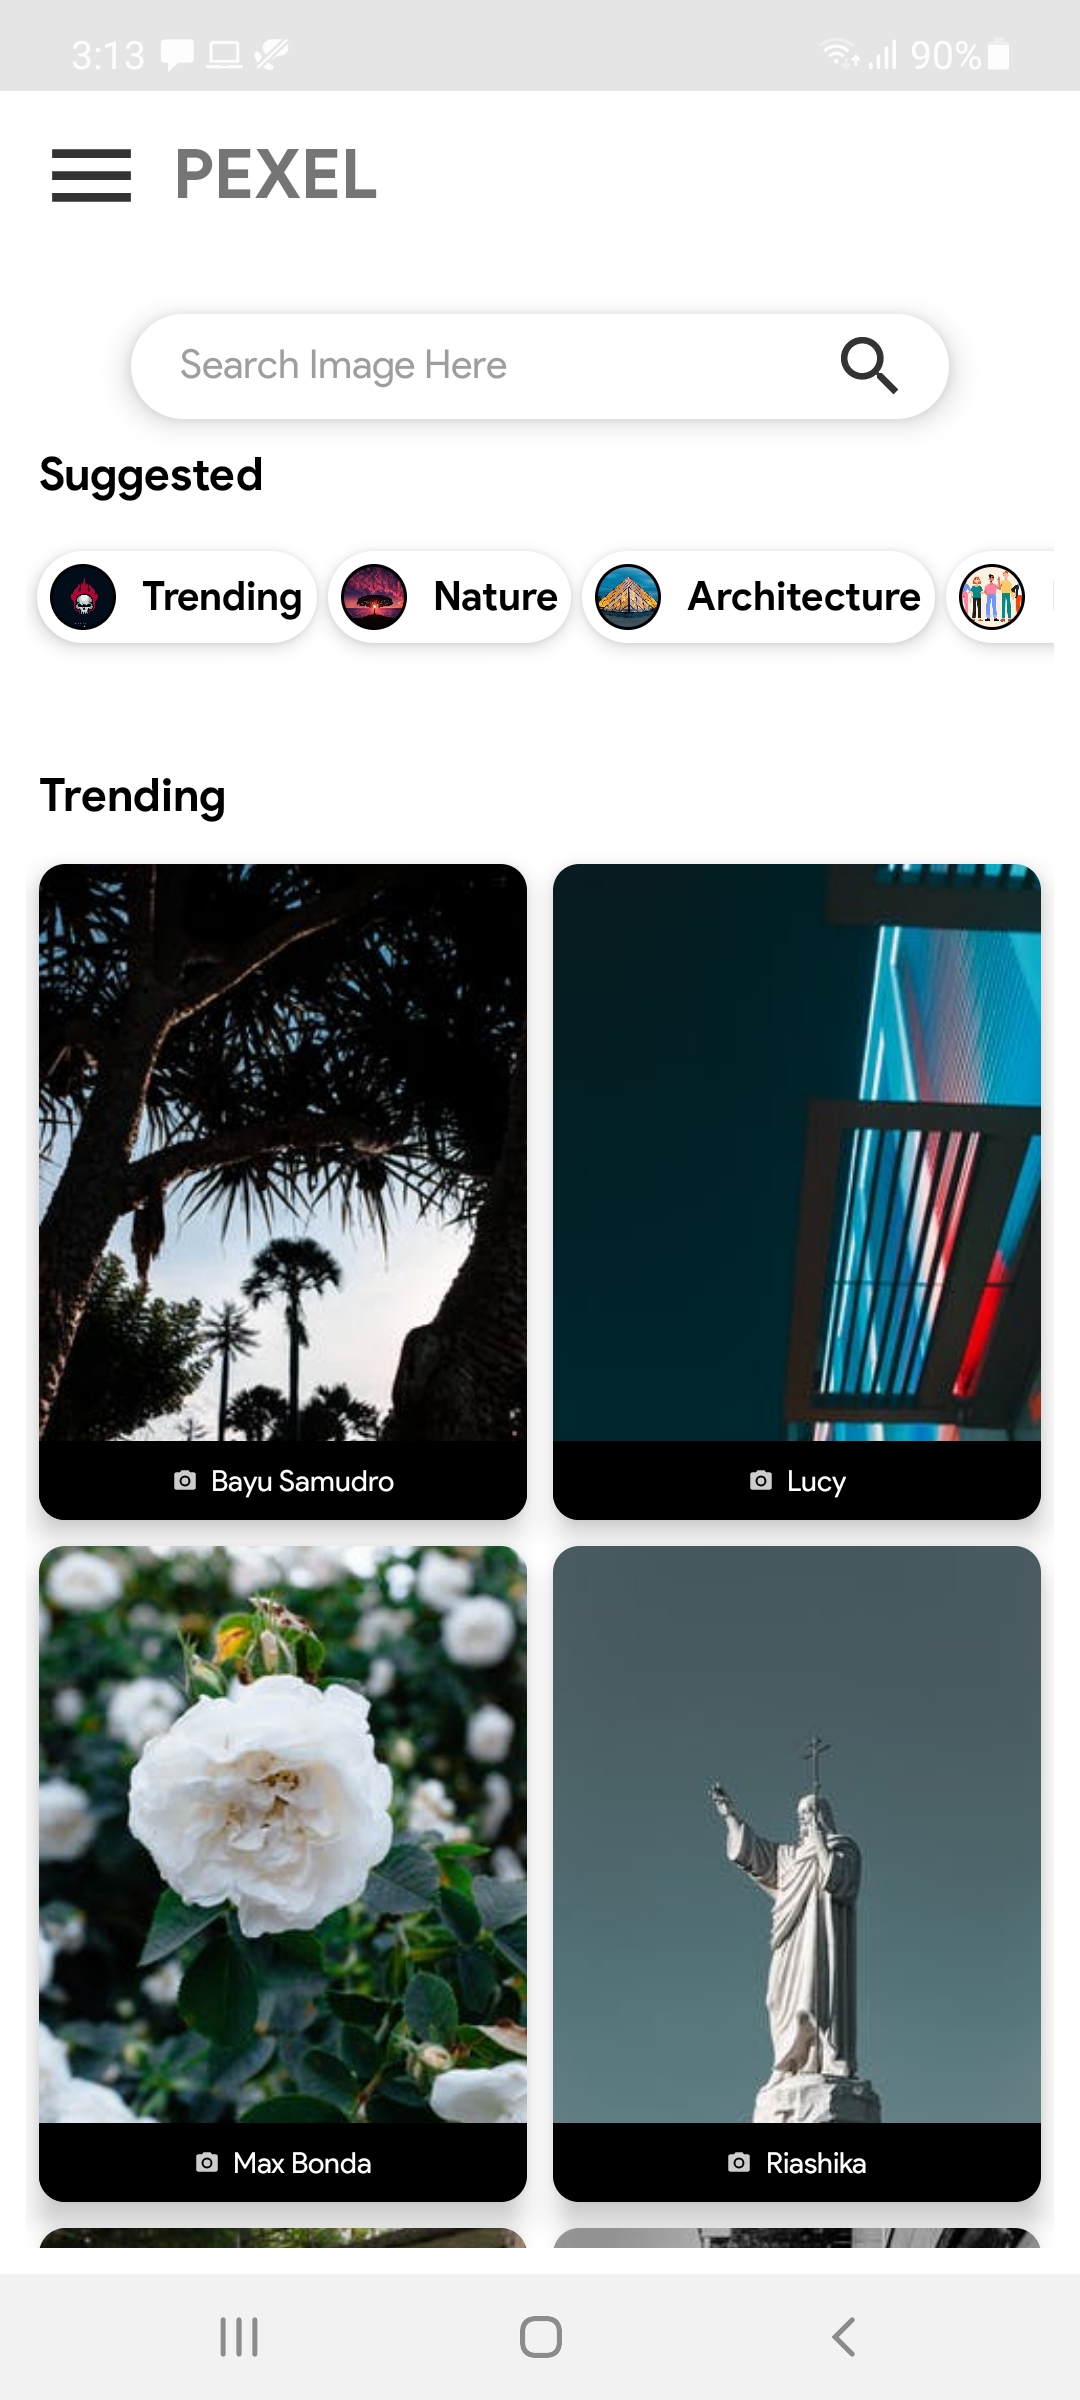 3:13 90%
PEXEL
Search Image Here
Suggested
Trending Nature Architecture
Trending
Bayu Samudro Lucy
Max Bonda Riashika